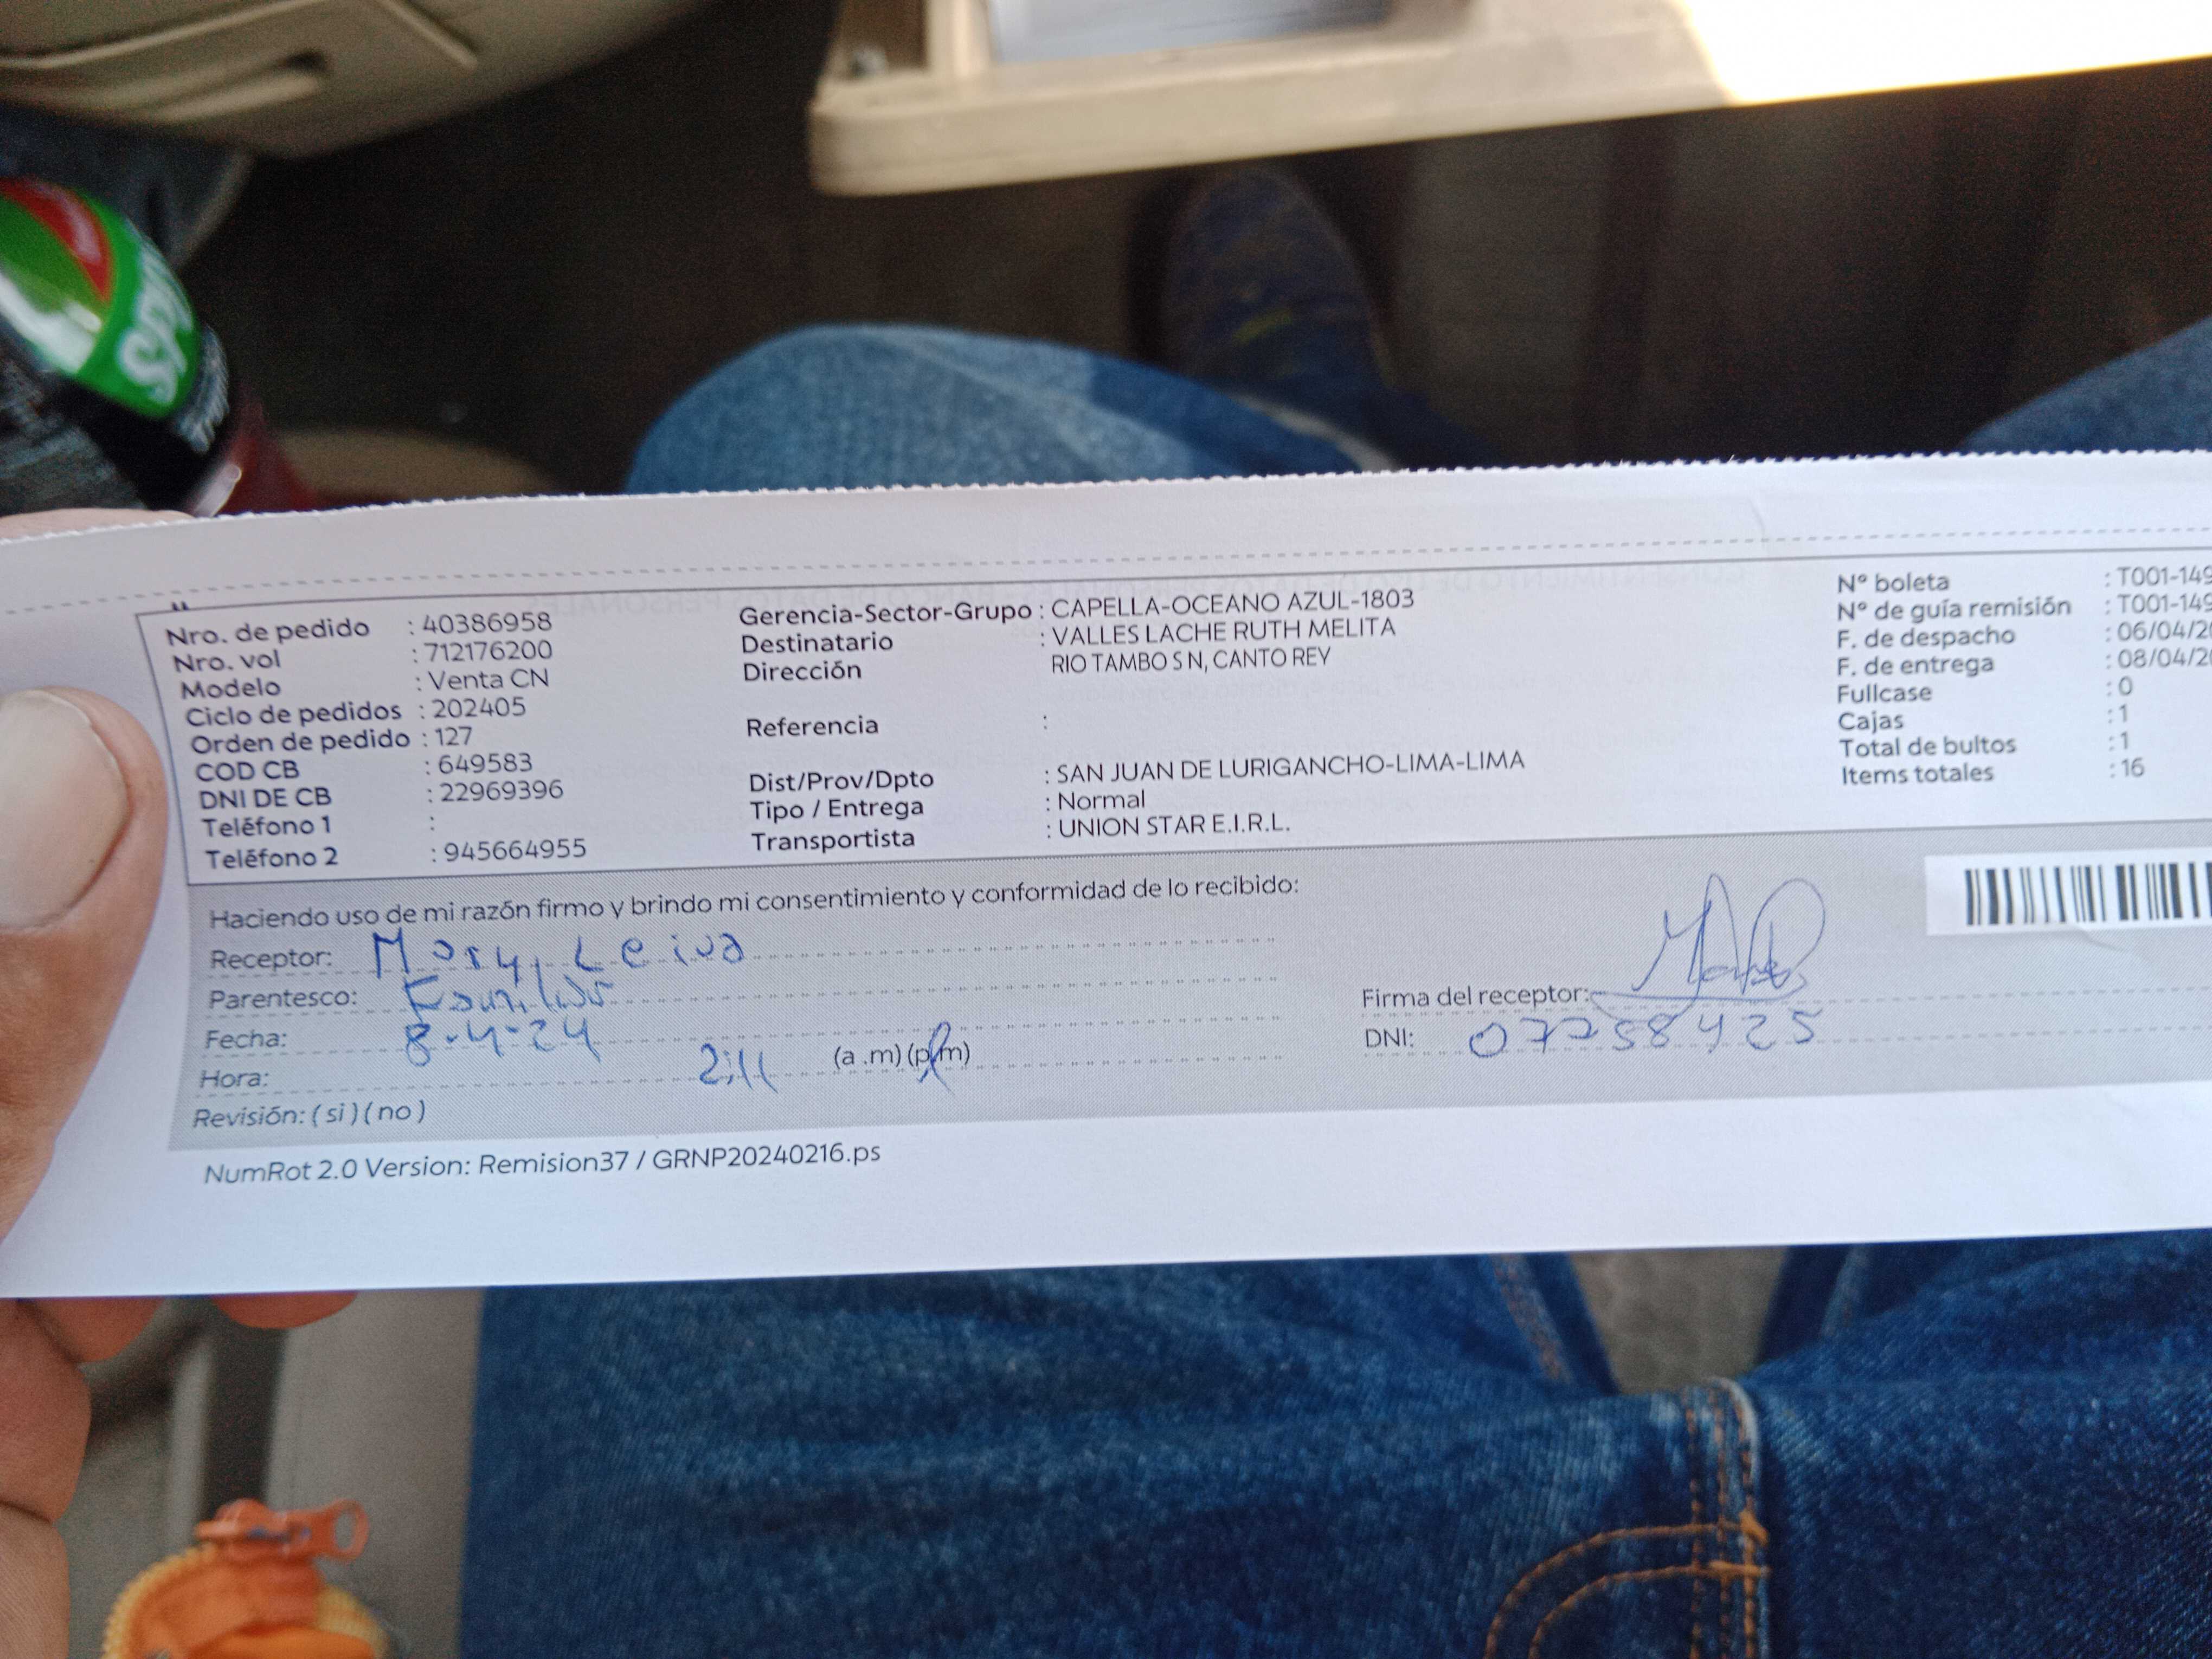 Sprite
Nro. de pedido : 40386958
Nro. vol : 712176200
Modelo : Venta CN
Ciclo de pedidos : 202405
Orden de pedido : 127
COD CB : 649583
DNI DE CB : 22969396
Teléfono 1 :
Teléfono 2 : 945664955
Gerencia-Sector-Grupo : CAPELLA-OCEANO AZUL-1803
Destinatario : VALLES LACHE RUTH MELITA
Dirección RIO TAMBO S N, CANTO REY
Referencia :
Dist/Prov/Dpto : SAN JUAN DE LURIGANCHO-LIMA-LIMA
Tipo / Entrega : Normal
Transportista : UNION STAR E.I.R.L.
Nº boleta : T001-149
Nº de guía remisión : T001-149
F. de despacho : 06/04/20
F. de entrega : 08/04/20
Fullcase : 0
Cajas : 1
Total de bultos : 1
Items totales : 16
Haciendo uso de mi razón firmo y brindo mi consentimiento y conformidad de lo recibido:
Receptor: Mary Leiva
Parentesco: Familiar
Fecha: 8-4-24
Hora: 2:11 (a .m) (p.m)
Revisión: ( si ) ( no )
Firma del receptor:
DNI: 07758425
NumRot 2.0 Version: Remision37 / GRNP20240216.ps